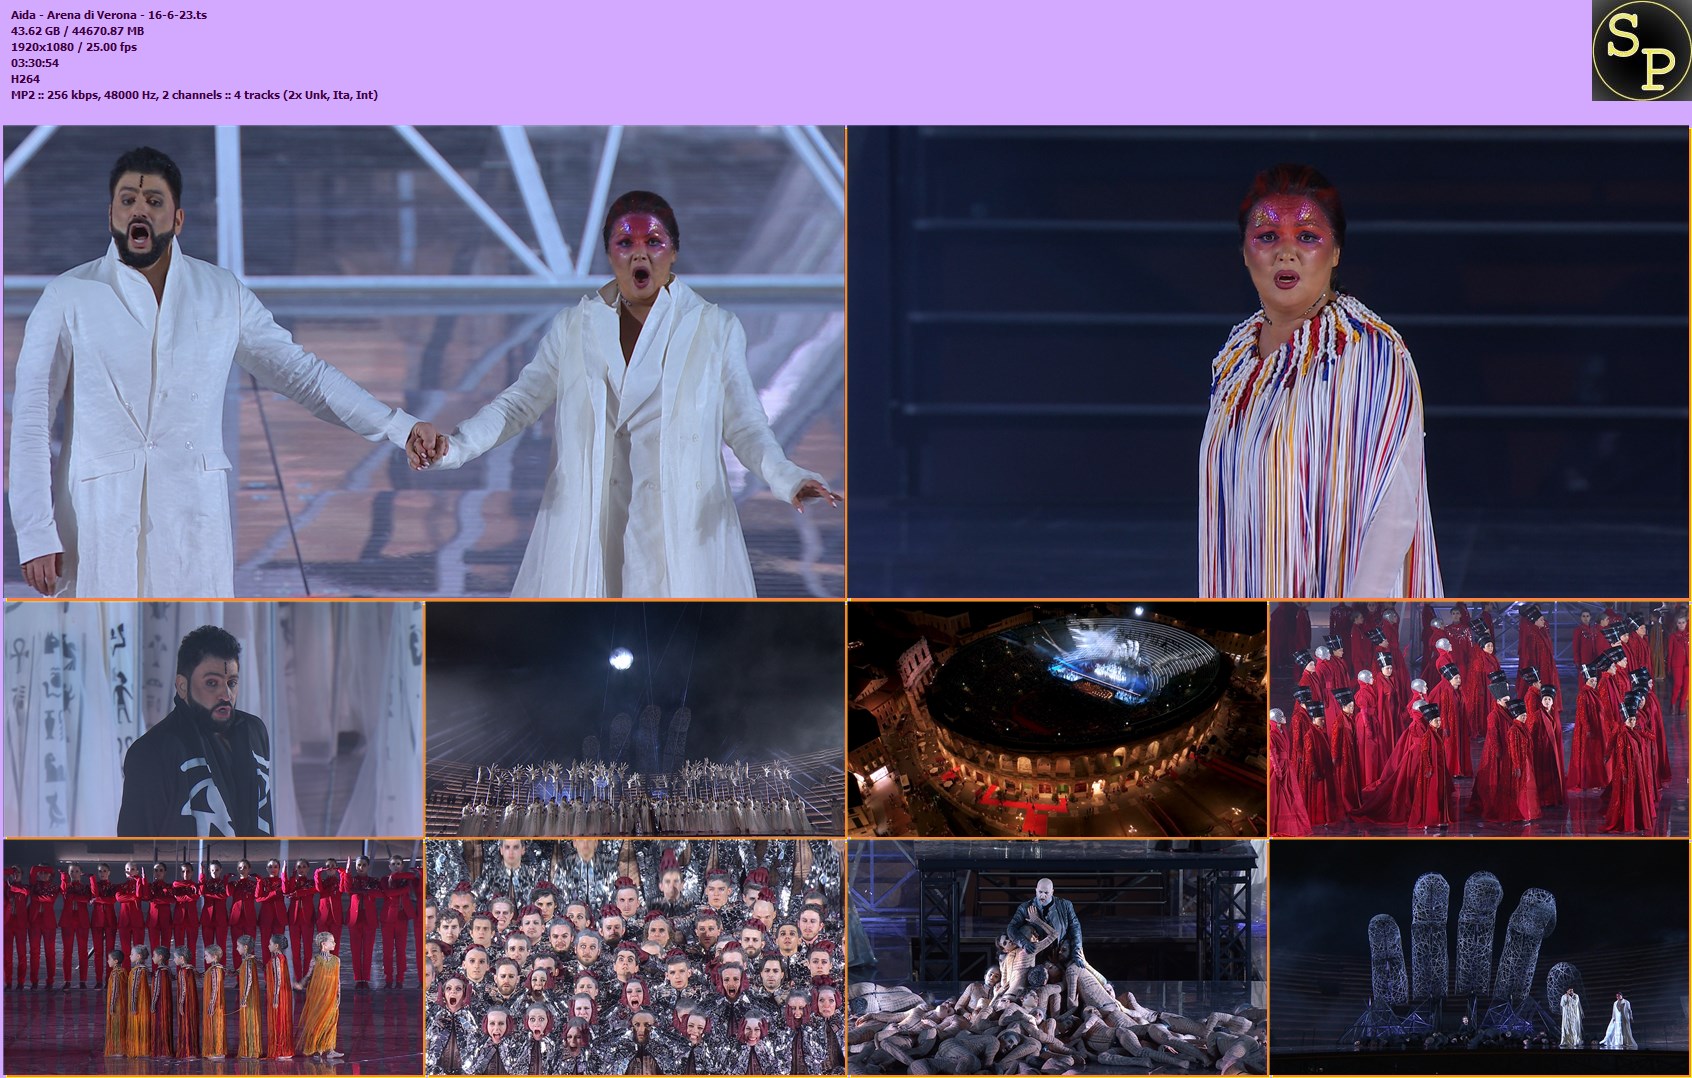 Aida - Arena di Verona - 16-6-23.ts
43.62 GB / 44670.87 MB
1920x1080 / 25.00 fps
03:30:54
H264
MP2 :: 256 kbps, 48000 Hz, 2 channels :: 4 tracks (2x Unk, Ita, Int)
SP